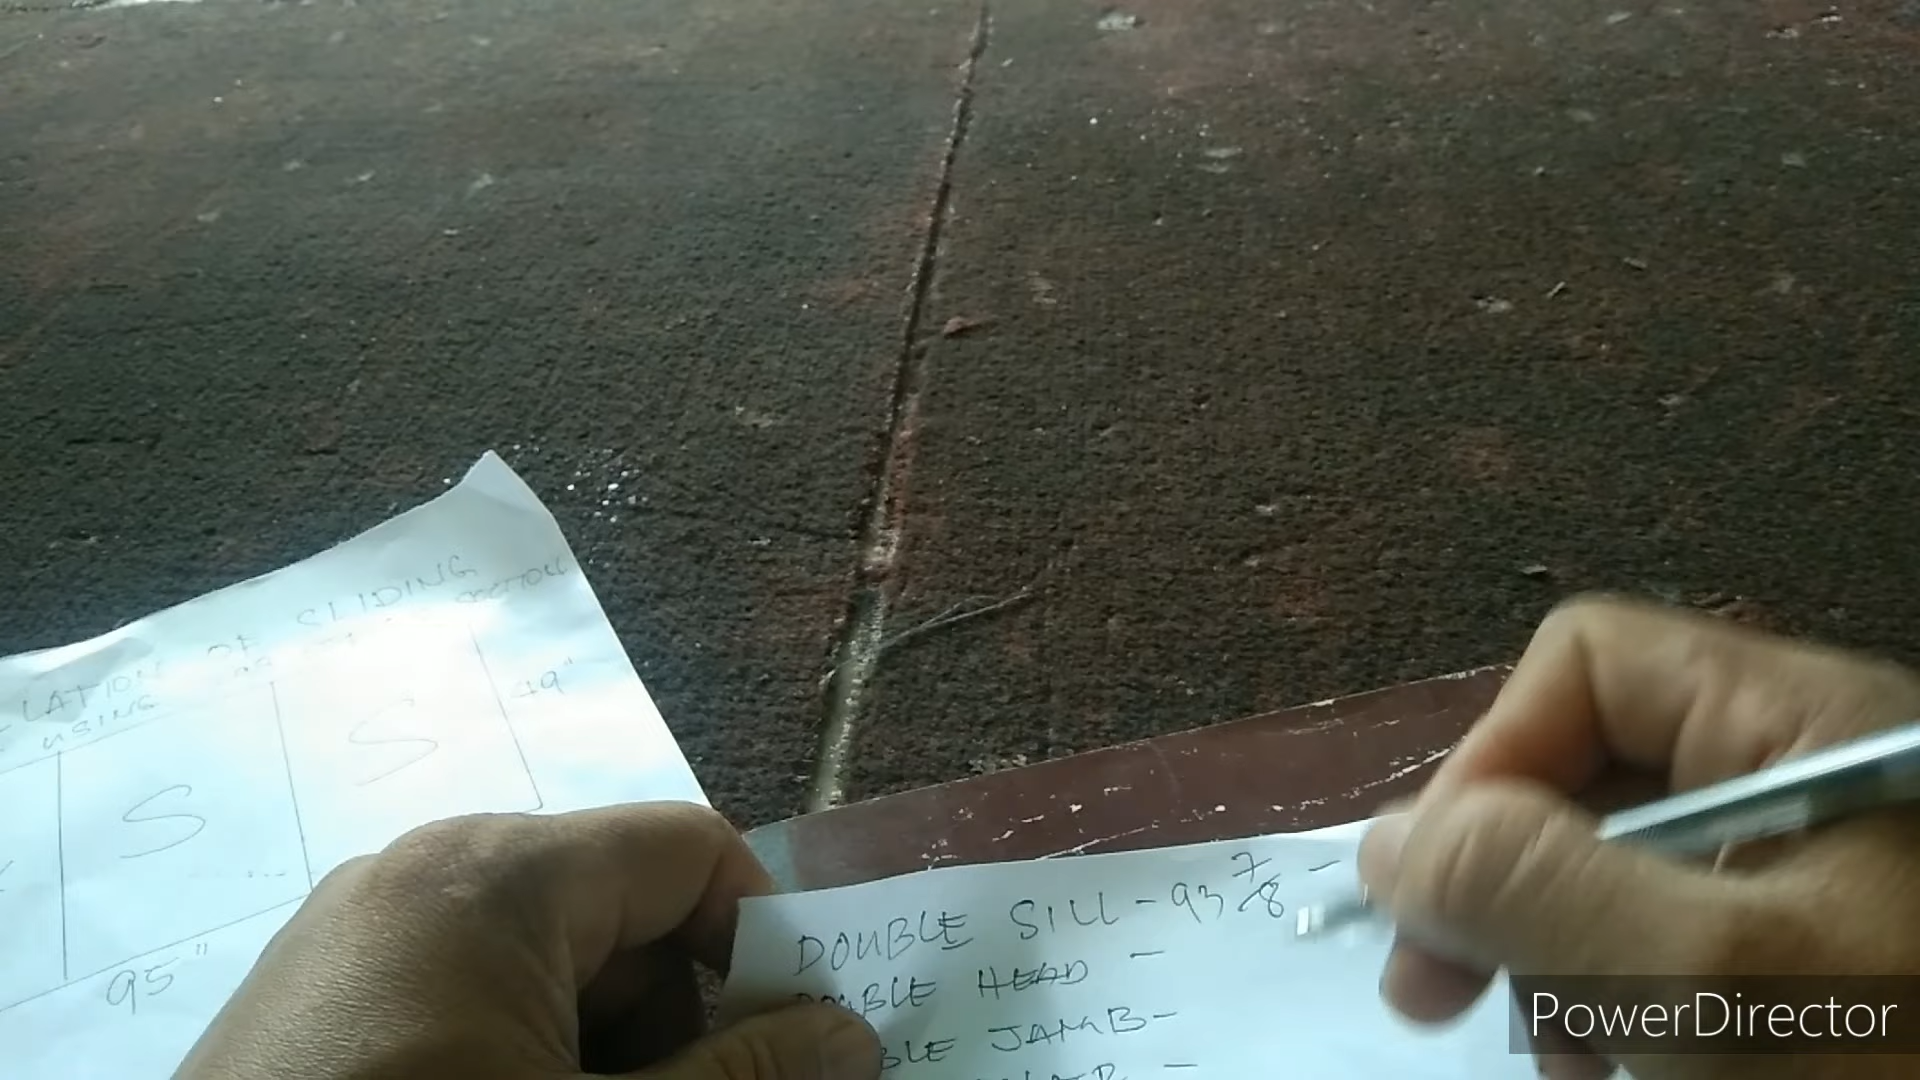 LATION OF SLIDING
USING
S
S
49"
95"
DOUBLE SILL - 93 7/8 -
DOUBLE HEAD -
BLE JAMB -
PowerDirector